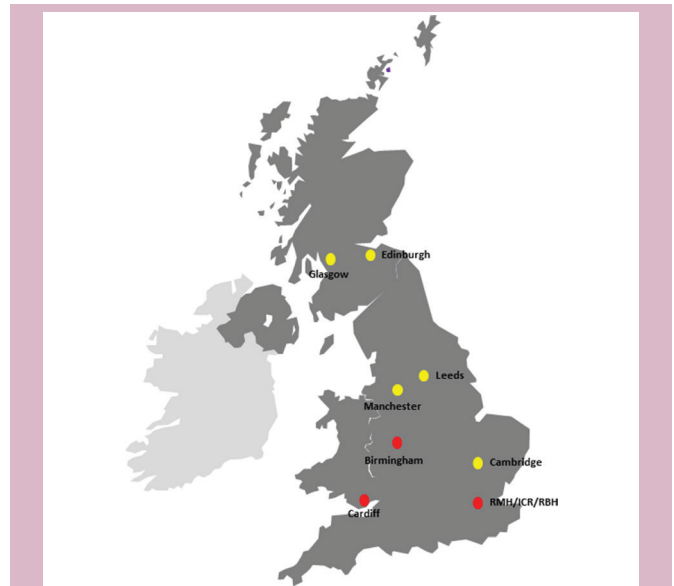 Edinburgh
Glasgow
Leeds
Manchester
Birmingham
Cambridge
RMH/ICR/RBH
Cardiff